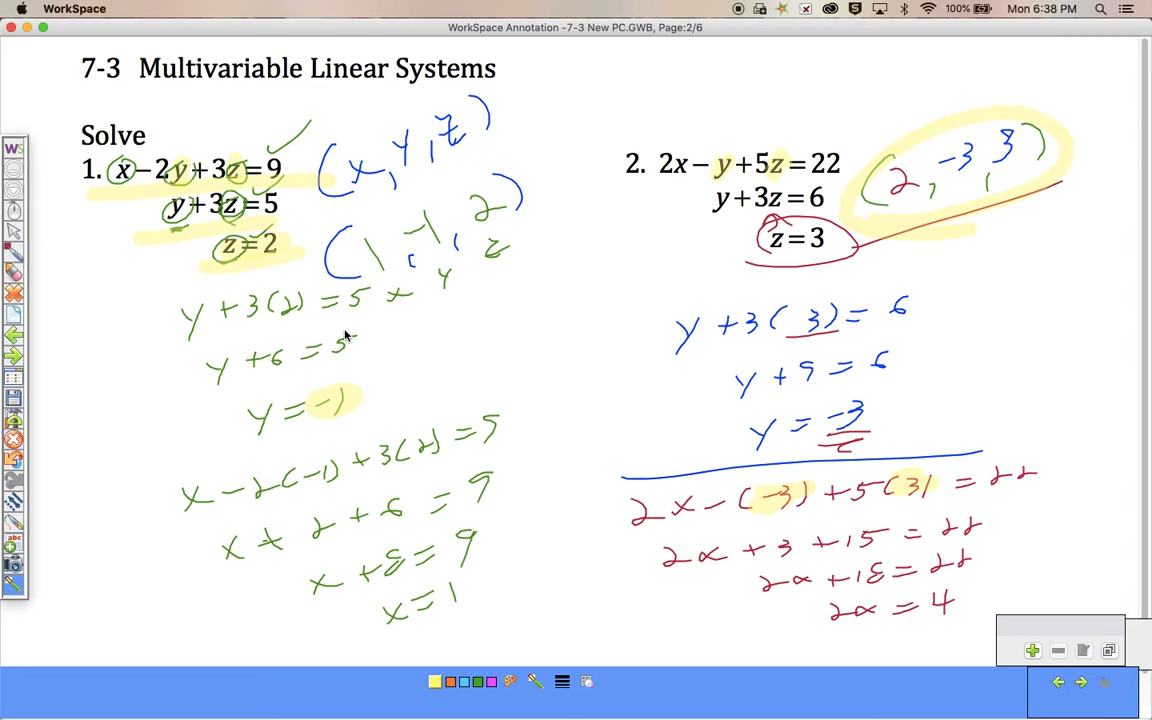 WorkSpace
100%
Mon 6:38 PM
WorkSpace Annotation -7-3 New PC.GWB, Page:2/6
7-3 Multivariable Linear Systems
Solve
1. x−2y+3z=9
y+3z=5
z=2
(x, y, z)
(1, -1, 2)
x y z
y + 3(2) = 5
y + 6 = 5
y = -1
x - 2(-1) + 3(2) = 9
x + 2 + 6 = 9
x + 8 = 9
x = 1
2. 2x− y+5z=22
y+3z=6
z=3
(2, -3, 3)
y + 3(3) = 6
y + 9 = 6
y = -3
2x - (-3) + 5(3) = 22
2x + 3 + 15 = 22
2x + 18 = 22
2x = 4
WS